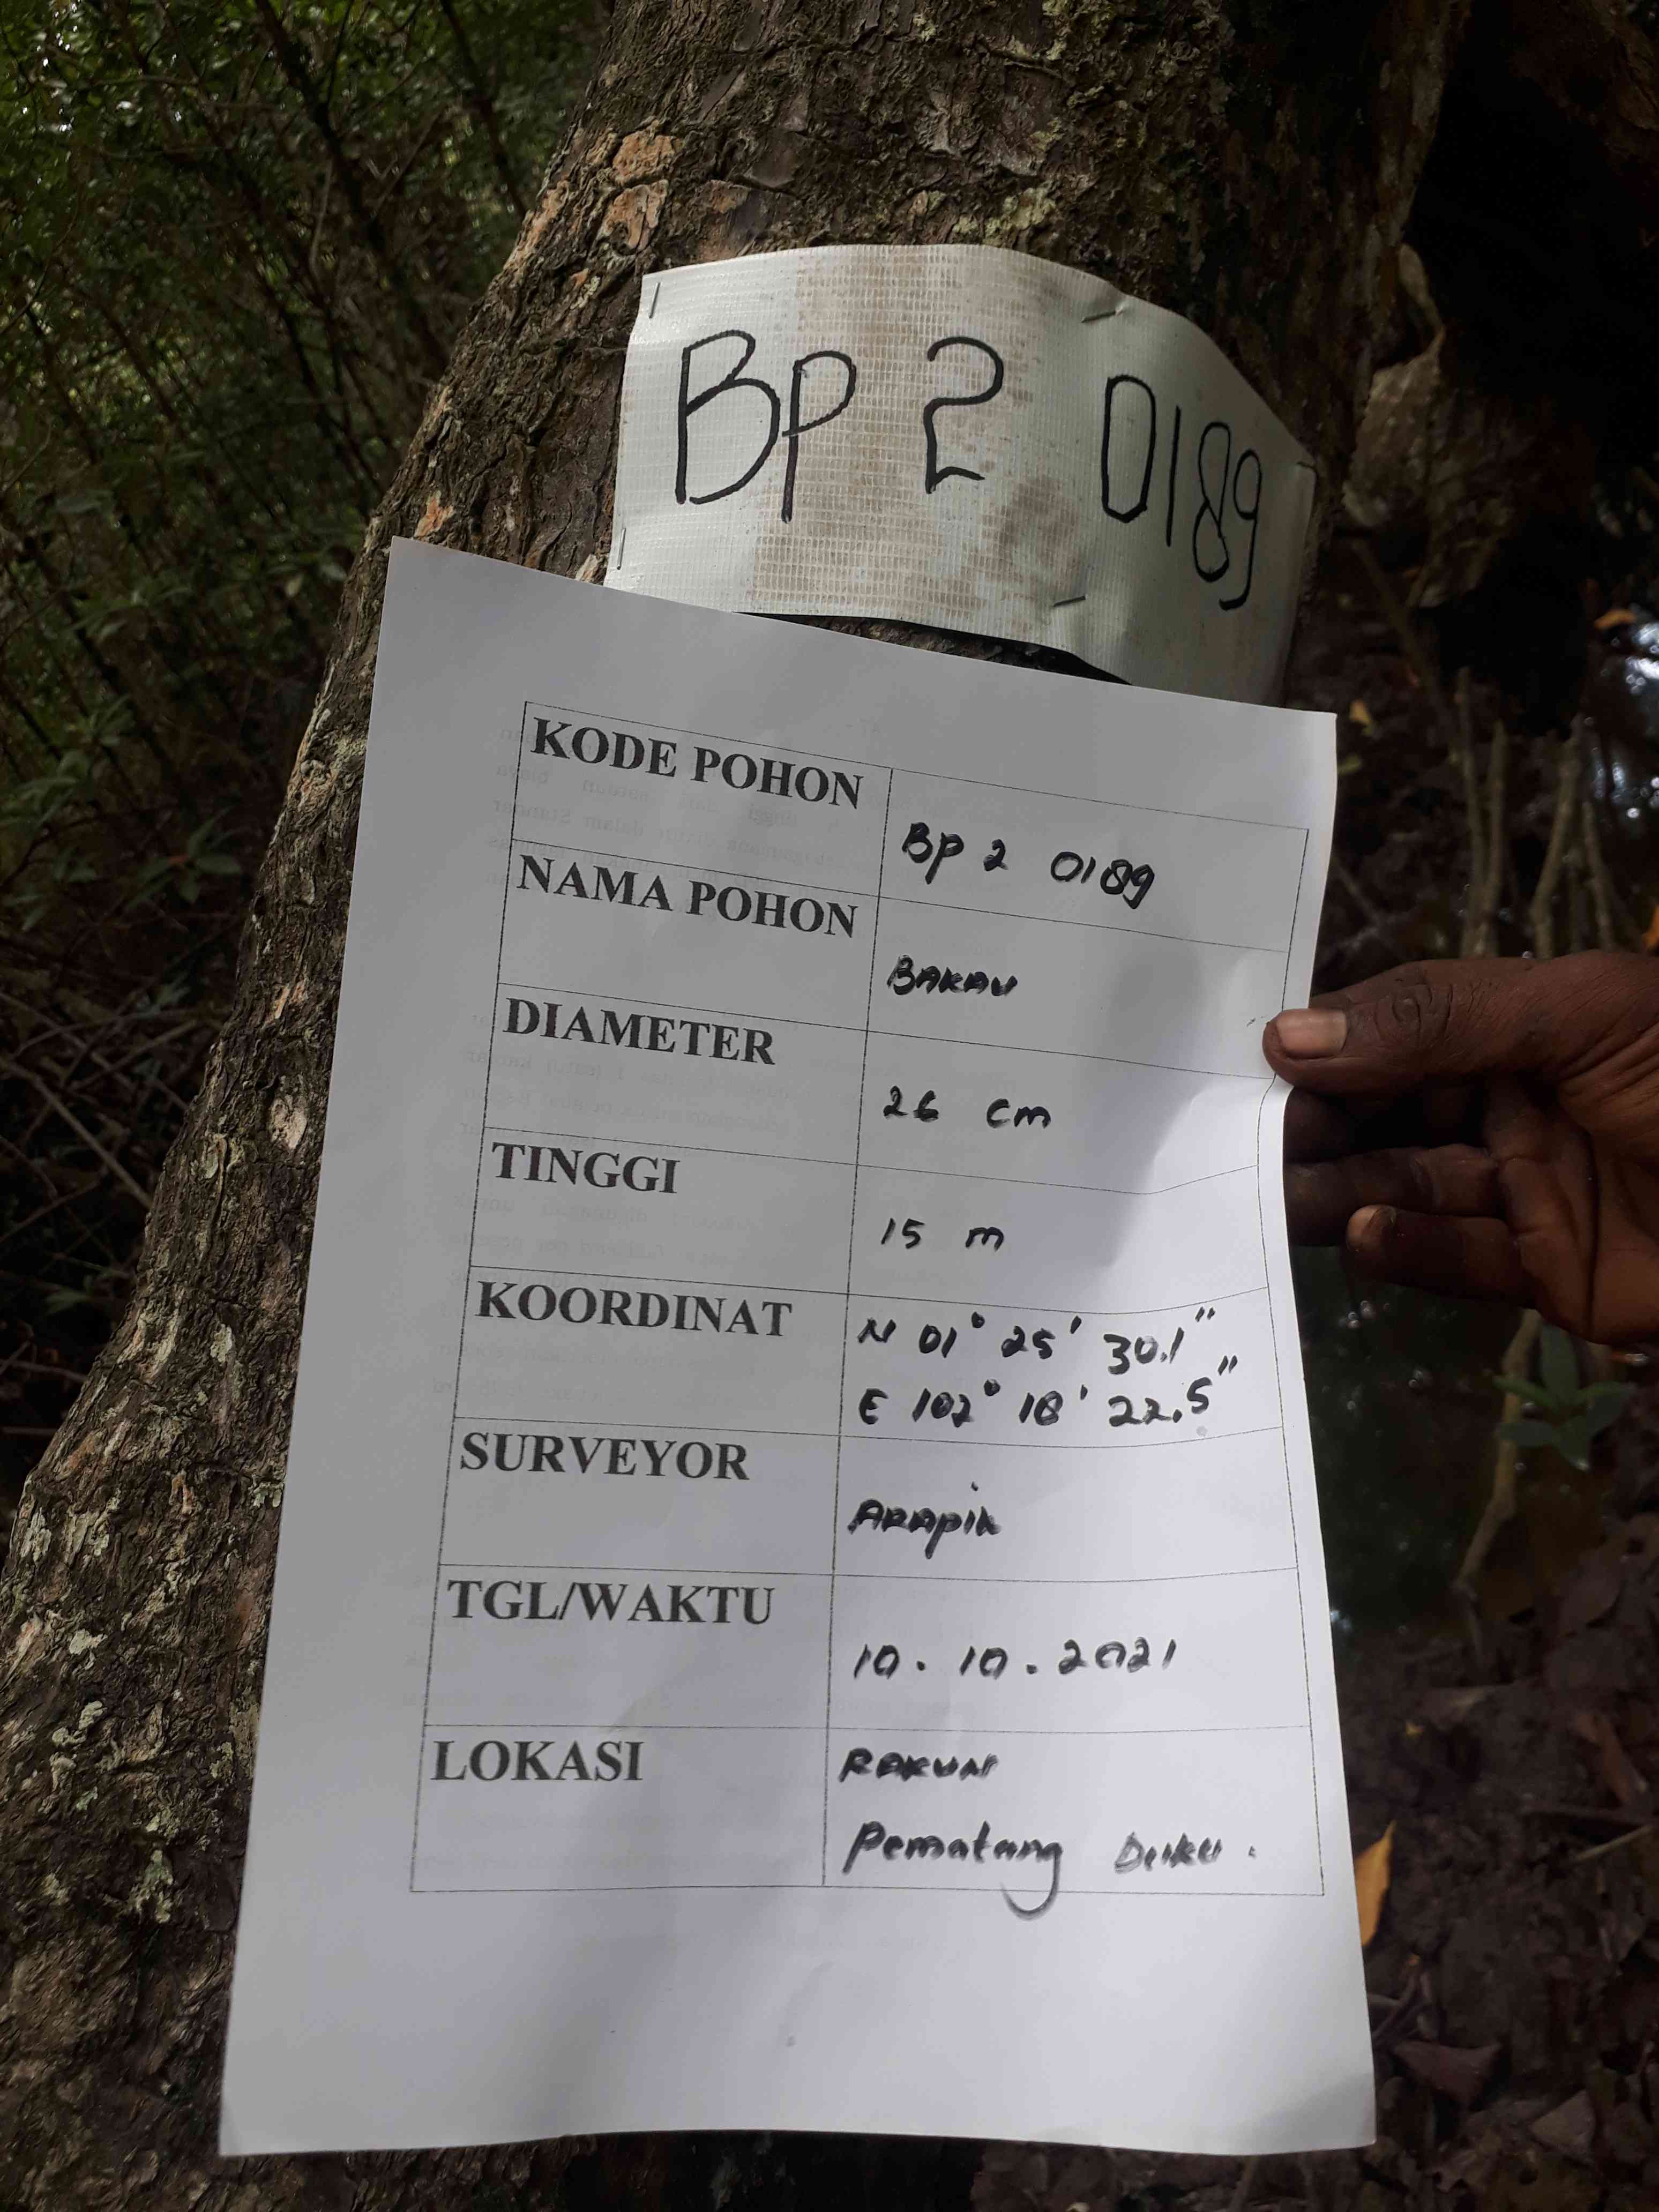 BP 2 0189
KODE POHON
BP 2 0189
NAMA POHON
BAKAU
DIAMETER
26 cm
TINGGI
15 m
KOORDINAT
N 01° 25' 30.1"
E 102° 18' 22.5"
SURVEYOR
ARApik
TGL/WAKTU
10. 10. 2021
LOKASI
RAKUN
Pematang Duku.